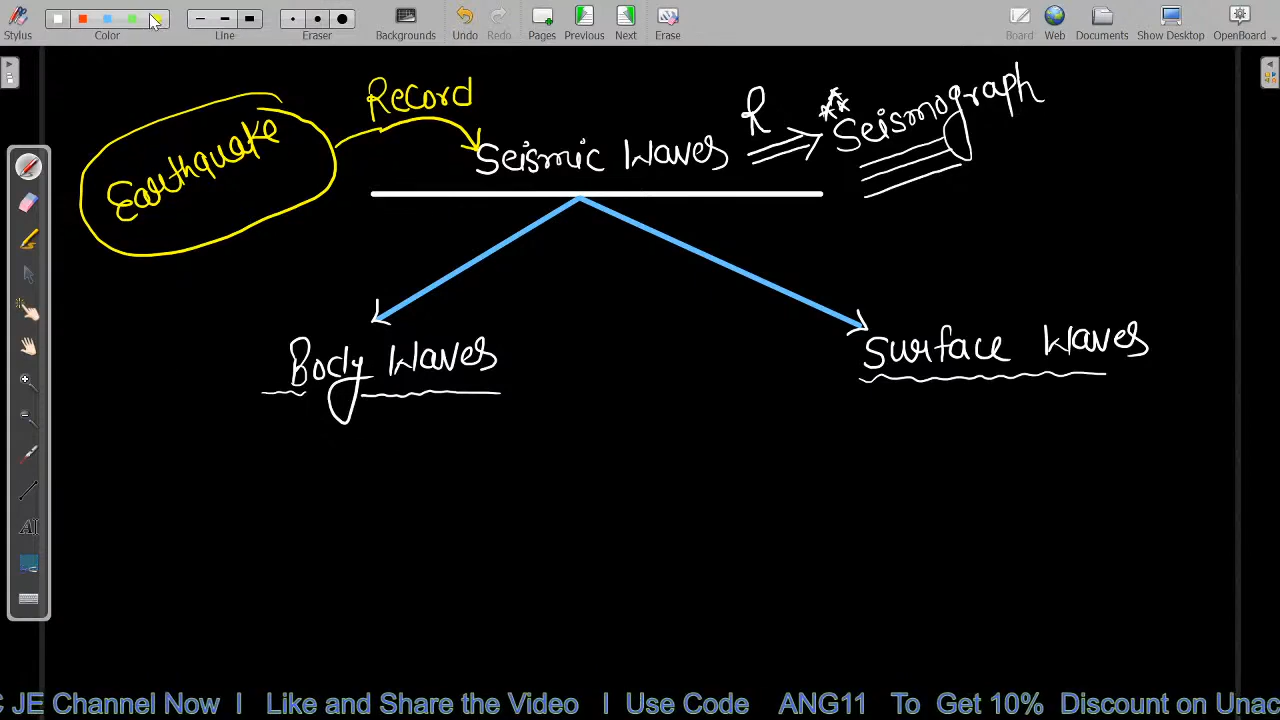 Stylus Color Line Eraser Backgrounds Undo Redo Pages Previous Next Erase Board Web Documents Show Desktop OpenBoard
Record
R
** Seismograph
Earthquake
Seismic Waves
Body Waves
Surface Waves
C JE Channel Now I Like and Share the Video I Use Code ANG11 To Get 10% Discount on Unac